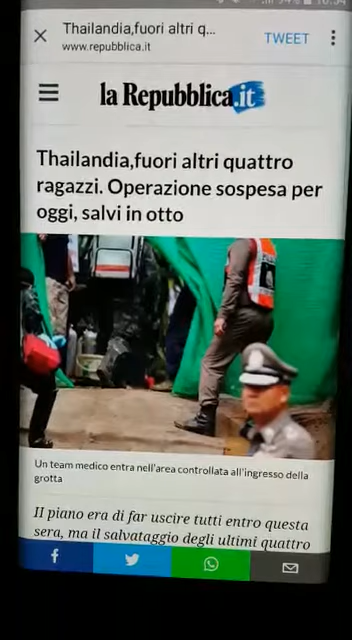 Thailandia,fuori altri q...
www.repubblica.it
TWEET
la Repubblica.it
Thailandia,fuori altri quattro
ragazzi. Operazione sospesa per
oggi, salvi in otto
Un team medico entra nell'area controllata all'ingresso della
grotta
Il piano era di far uscire tutti entro questa
sera, ma il salvataggio degli ultimi quattro